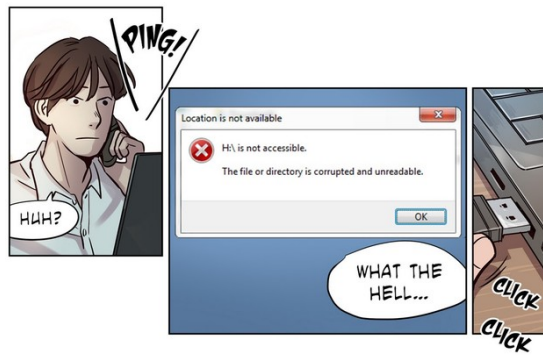 PING!
HUH?
Location is not available
H:\ is not accessible.
The file or directory is corrupted and unreadable.
OK
WHAT THE
HELL...
CLICK
CLICK